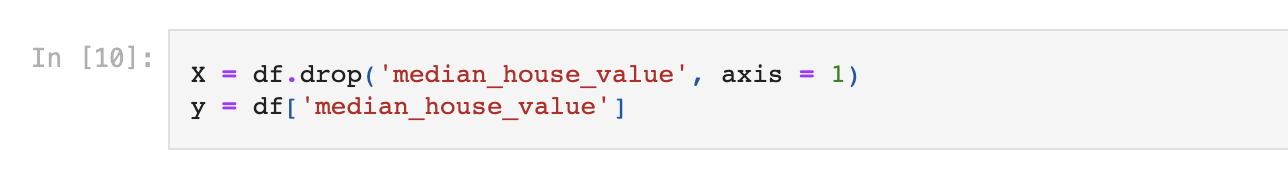 In [10]:
X = df.drop('median_house_value', axis = 1)
y = df['median_house_value']